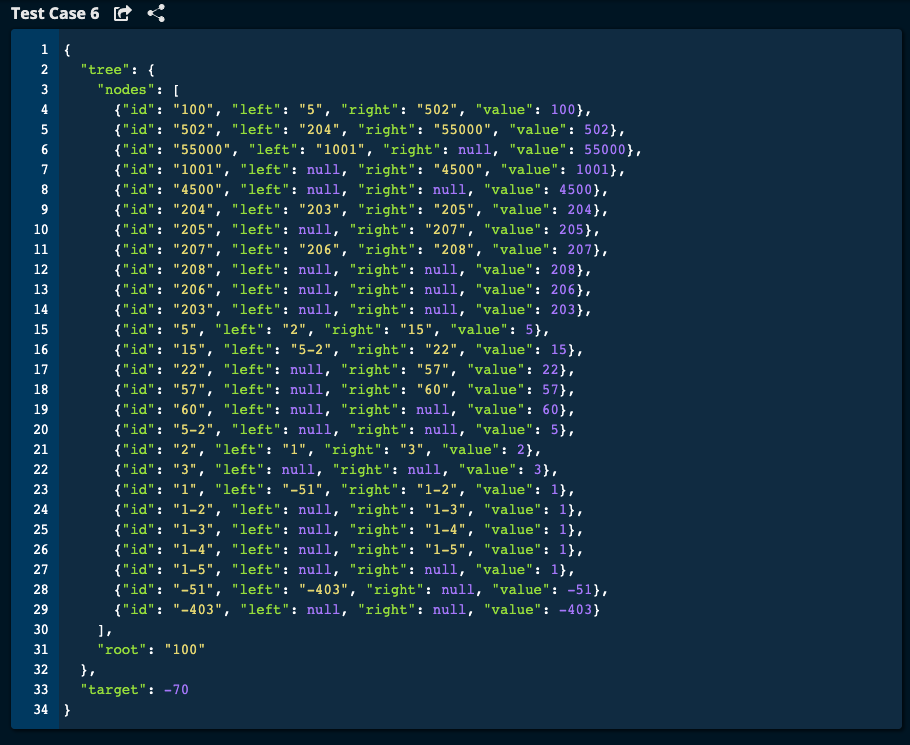 Test Case 6
1 {
2   "tree": {
3     "nodes": [
4       {"id": "100", "left": "5", "right": "502", "value": 100},
5       {"id": "502", "left": "204", "right": "55000", "value": 502},
6       {"id": "55000", "left": "1001", "right": null, "value": 55000},
7       {"id": "1001", "left": null, "right": "4500", "value": 1001},
8       {"id": "4500", "left": null, "right": null, "value": 4500},
9       {"id": "204", "left": "203", "right": "205", "value": 204},
10       {"id": "205", "left": null, "right": "207", "value": 205},
11       {"id": "207", "left": "206", "right": "208", "value": 207},
12       {"id": "208", "left": null, "right": null, "value": 208},
13       {"id": "206", "left": null, "right": null, "value": 206},
14       {"id": "203", "left": null, "right": null, "value": 203},
15       {"id": "5", "left": "2", "right": "15", "value": 5},
16       {"id": "15", "left": "5-2", "right": "22", "value": 15},
17       {"id": "22", "left": null, "right": "57", "value": 22},
18       {"id": "57", "left": null, "right": "60", "value": 57},
19       {"id": "60", "left": null, "right": null, "value": 60},
20       {"id": "5-2", "left": null, "right": null, "value": 5},
21       {"id": "2", "left": "1", "right": "3", "value": 2},
22       {"id": "3", "left": null, "right": null, "value": 3},
23       {"id": "1", "left": "-51", "right": "1-2", "value": 1},
24       {"id": "1-2", "left": null, "right": "1-3", "value": 1},
25       {"id": "1-3", "left": null, "right": "1-4", "value": 1},
26       {"id": "1-4", "left": null, "right": "1-5", "value": 1},
27       {"id": "1-5", "left": null, "right": null, "value": 1},
28       {"id": "-51", "left": "-403", "right": null, "value": -51},
29       {"id": "-403", "left": null, "right": null, "value": -403}
30     ],
31     "root": "100"
32   },
33   "target": -70
34 }